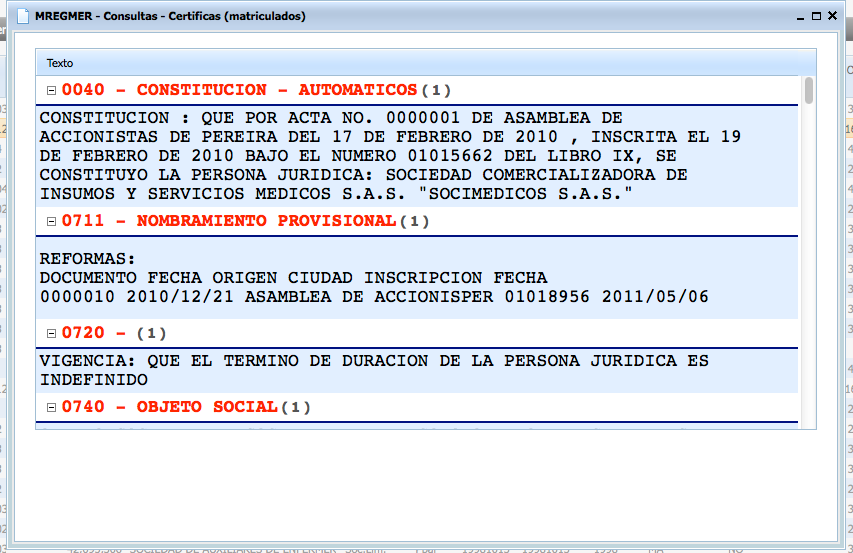 MREGMER - Consultas - Certificas (matriculados)
Texto
0040 - CONSTITUCION - AUTOMATICOS (1)
CONSTITUCION : QUE POR ACTA NO. 0000001 DE ASAMBLEA DE
ACCIONISTAS DE PEREIRA DEL 17 DE FEBRERO DE 2010 , INSCRITA EL 19
DE FEBRERO DE 2010 BAJO EL NUMERO 01015662 DEL LIBRO IX, SE
CONSTITUYO LA PERSONA JURIDICA: SOCIEDAD COMERCIALIZADORA DE
INSUMOS Y SERVICIOS MEDICOS S.A.S. "SOCIMEDICOS S.A.S."
0711 - NOMBRAMIENTO PROVISIONAL (1)
REFORMAS:
DOCUMENTO FECHA ORIGEN CIUDAD INSCRIPCION FECHA
0000010 2010/12/21 ASAMBLEA DE ACCIONISPER 01018956 2011/05/06
0720 - (1)
VIGENCIA: QUE EL TERMINO DE DURACION DE LA PERSONA JURIDICA ES
INDEFINIDO
0740 - OBJETO SOCIAL (1)